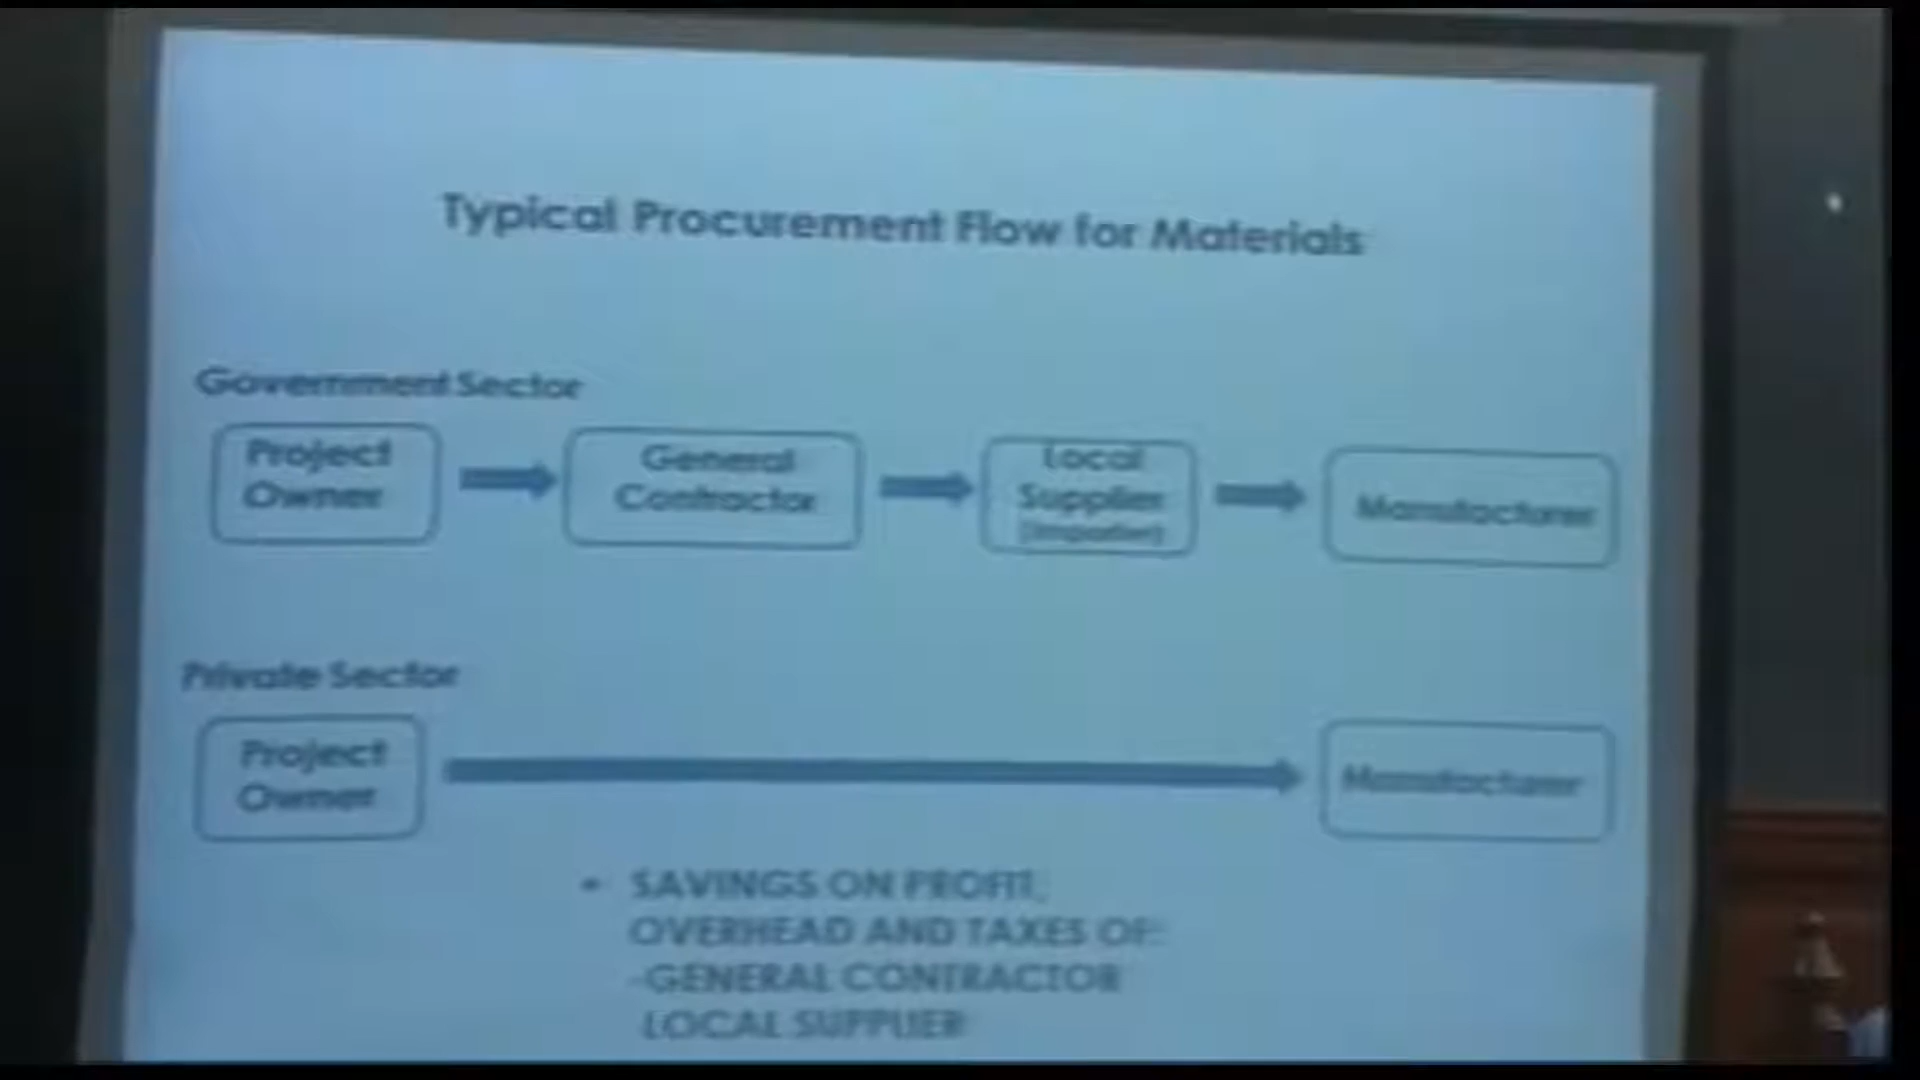 Typical Procurement Flow for Materials
Government Sector
Project
Owner
General
Contractor
Local
Supplier
(Importer)
Manufacturer
Private Sector
Project
Owner
Manufacturer
• SAVINGS ON PROFIT,
OVERHEAD AND TAXES OF:
-GENERAL CONTRACTOR
LOCAL SUPPLIER